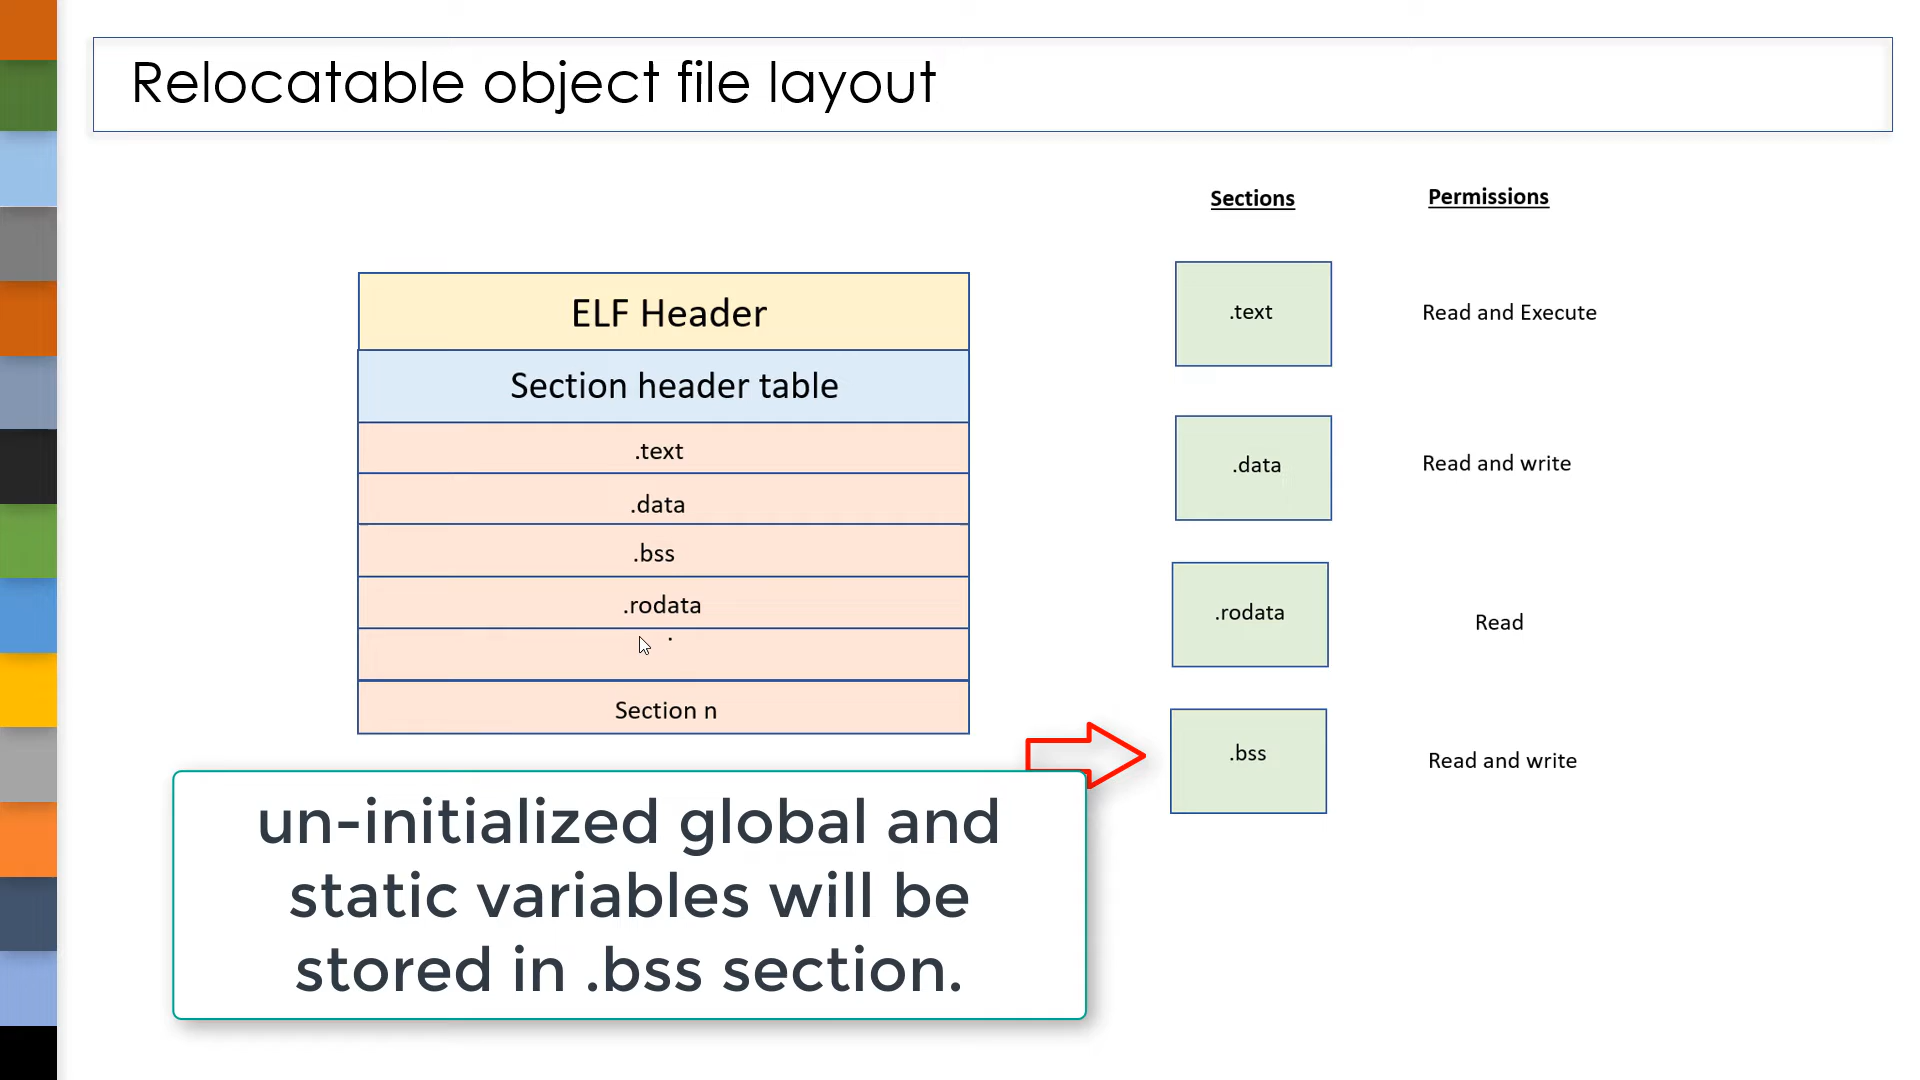 Relocatable object file layout
Sections
Permissions
ELF Header
Section header table
.text
.data
.bss
.rodata
.
Section n
.text
Read and Execute
.data
Read and write
.rodata
Read
.bss
Read and write
un-initialized global and
static variables will be
stored in .bss section.